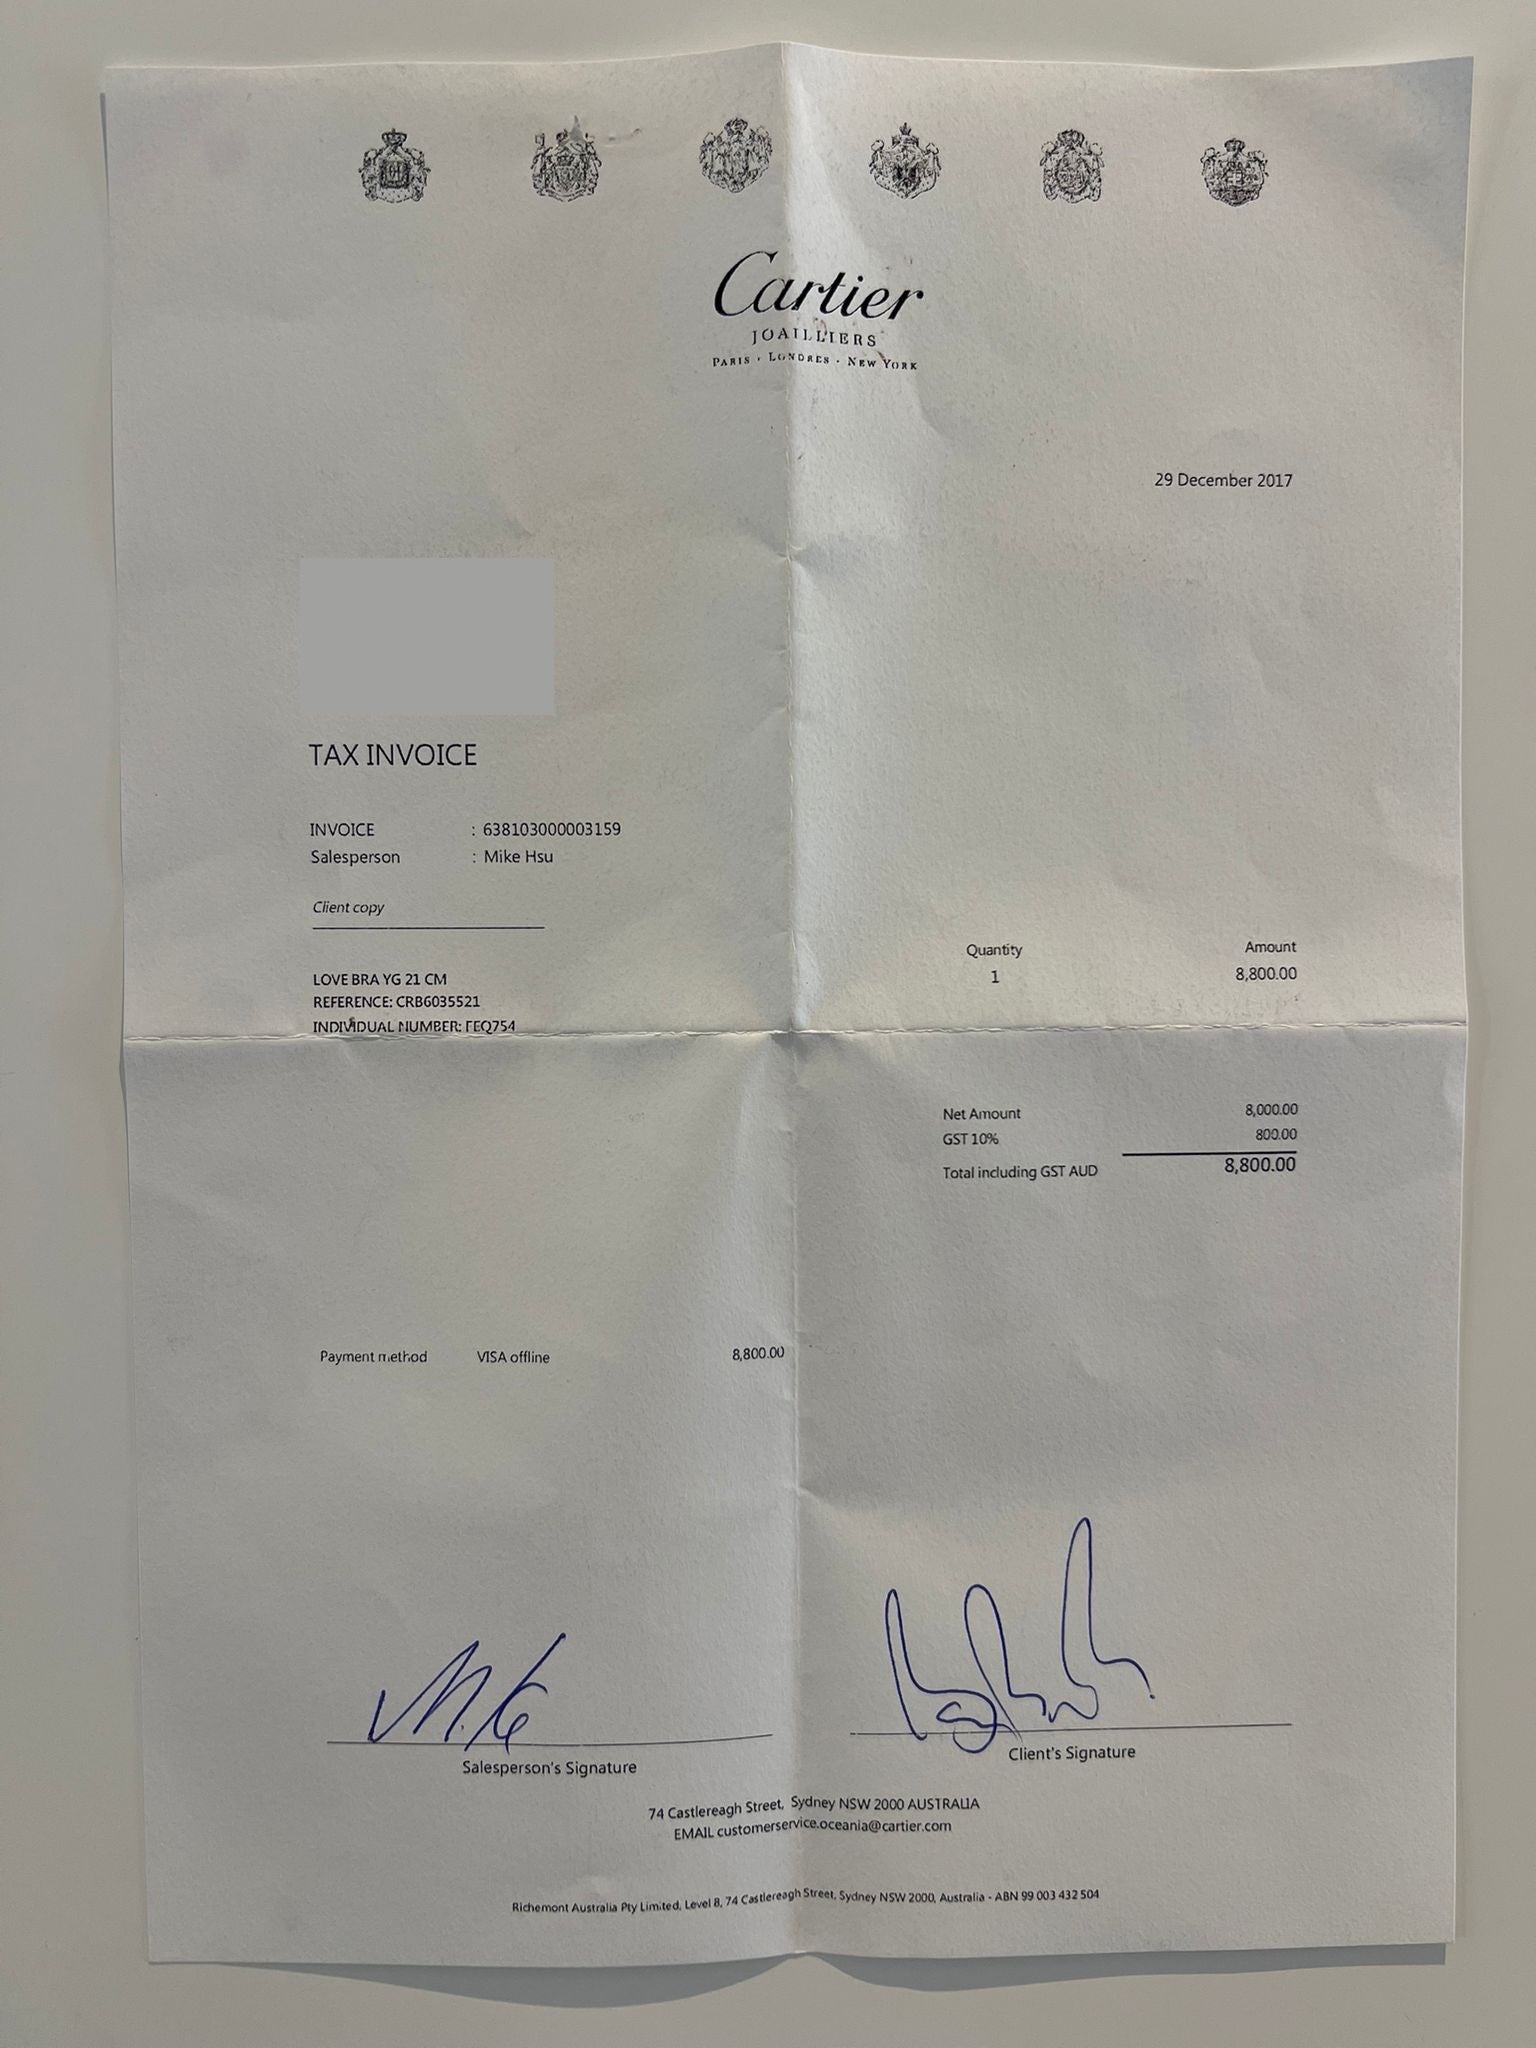 Cartier
JOAILLIERS
PARIS · LONDRES · NEW YORK
29 December 2017
TAX INVOICE
INVOICE : 638103000003159
Salesperson : Mike Hsu
Client copy
Quantity Amount
LOVE BRA YG 21 CM 1 8,800.00
REFERENCE: CRB6035521
INDIVIDUAL NUMBER: FEQ754
Net Amount 8,000.00
GST 10% 800.00
Total including GST AUD 8,800.00
Payment method VISA offline 8,800.00
Salesperson's Signature Client's Signature
74 Castlereagh Street, Sydney NSW 2000 AUSTRALIA
EMAIL customerservice.oceania@cartier.com
Richemont Australia Pty Limited, Level 8, 74 Castlereagh Street, Sydney NSW 2000, Australia - ABN 99 003 432 504